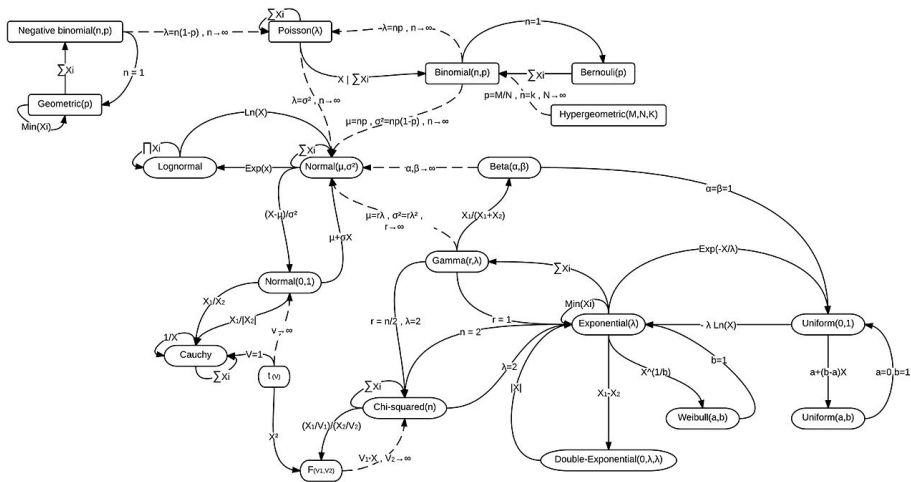 ∑Xi
n=1
Negative binomial(n,p)
λ=n(1-p) , n→∞
Poisson(λ)
λ=np , n→∞
∑Xi
n = 1
X | ∑Xi
Binomial(n,p)
∑Xi
Bernouli(p)
Geometric(p)
λ=σ² , n→∞
p=M/N , n=k , N→∞
Min(Xi)
Ln(X)
µ=np , σ²=np(1-p) , n→∞
Hypergeometric(M,N,K)
∏Xi
∑Xi
Lognormal
Exp(x)
Normal(µ,σ²)
α,β→∞
Beta(α,β)
α=β=1
(X-µ)/σ²
µ=rλ , σ²=rλ² ,
r→∞
X₁/(X₁+X₂)
µ+σX
Exp(-X/λ)
Gamma(r,λ)
∑Xi
Normal(0,1)
X₁/X₂
X₁/|X₂|
r = n/2 , λ=2
r = 1
Min(Xi)
1/X
v→∞
n = 2
Exponential(λ)
- λ Ln(X)
Uniform(0,1)
Cauchy
V=1
λ=2
X^(1/b)
b=1
∑Xi
t(V)
∑Xi
|X|
a+(b-a)X
a=0,b=1
Chi-squared(n)
X₁-X₂
Weibull(a,b)
Uniform(a,b)
(X₁/V₁)/(X₂/V₂)
X²
F(V1,V2)
V₁·X , V₂→∞
Double-Exponential(0,λ,λ)